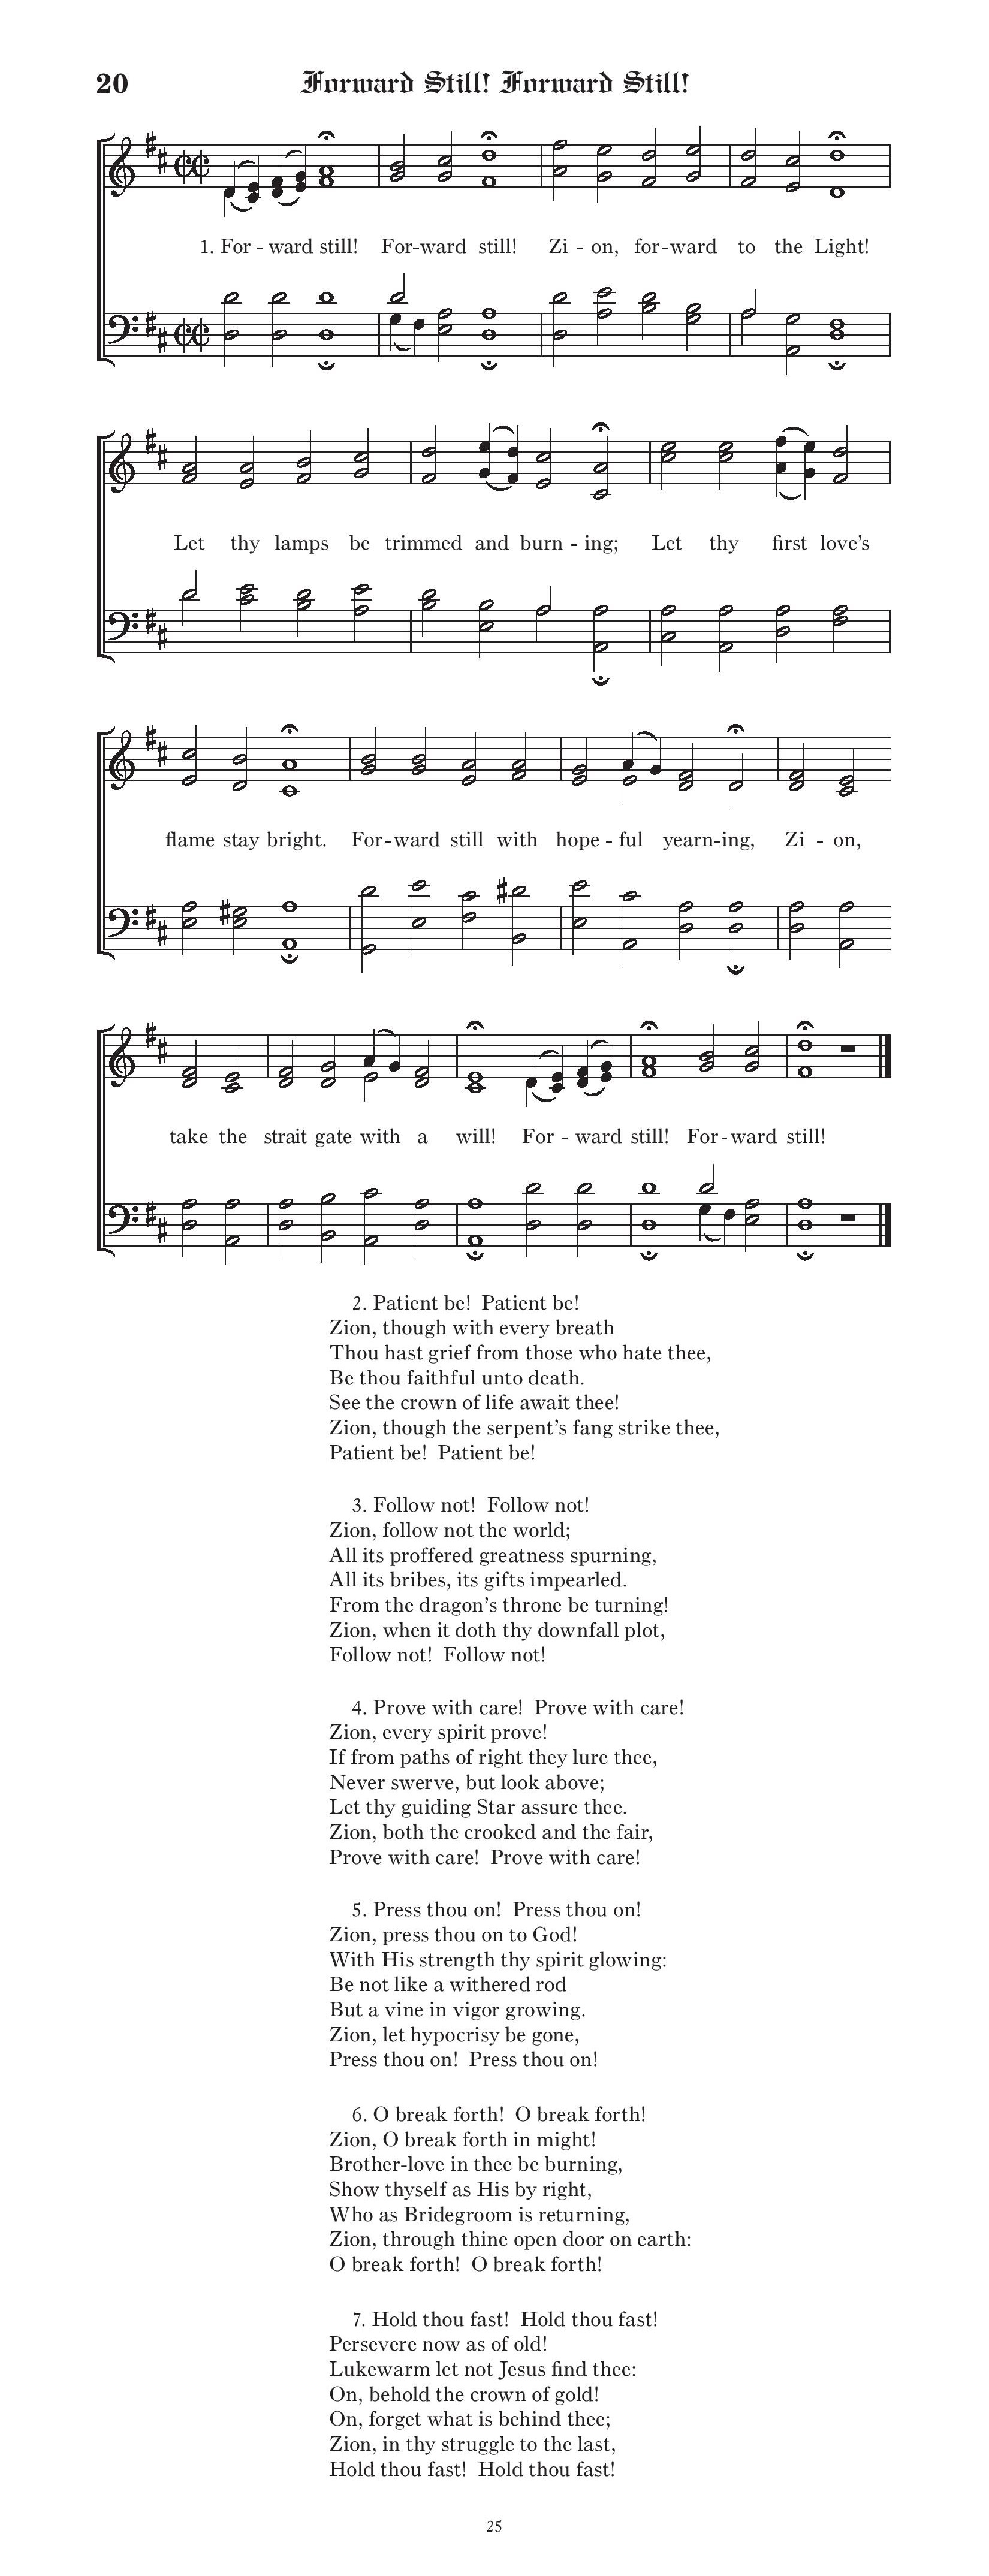 20 Forward Still! Forward Still!
1. For - ward still! For-ward still! Zi - on, for-ward to the Light!
Let thy lamps be trimmed and burn - ing; Let thy first love's
flame stay bright. For-ward still with hope - ful yearn-ing, Zi - on,
take the strait gate with a will! For - ward still! For-ward still!
2. Patient be! Patient be!
Zion, though with every breath
Thou hast grief from those who hate thee,
Be thou faithful unto death.
See the crown of life await thee!
Zion, though the serpent's fang strike thee,
Patient be! Patient be!
3. Follow not! Follow not!
Zion, follow not the world;
All its proffered greatness spurning,
All its bribes, its gifts impearled.
From the dragon's throne be turning!
Zion, when it doth thy downfall plot,
Follow not! Follow not!
4. Prove with care! Prove with care!
Zion, every spirit prove!
If from paths of right they lure thee,
Never swerve, but look above;
Let thy guiding Star assure thee.
Zion, both the crooked and the fair,
Prove with care! Prove with care!
5. Press thou on! Press thou on!
Zion, press thou on to God!
With His strength thy spirit glowing:
Be not like a withered rod
But a vine in vigor growing.
Zion, let hypocrisy be gone,
Press thou on! Press thou on!
6. O break forth! O break forth!
Zion, O break forth in might!
Brother-love in thee be burning,
Show thyself as His by right,
Who as Bridegroom is returning,
Zion, through thine open door on earth:
O break forth! O break forth!
7. Hold thou fast! Hold thou fast!
Persevere now as of old!
Lukewarm let not Jesus find thee:
On, behold the crown of gold!
On, forget what is behind thee;
Zion, in thy struggle to the last,
Hold thou fast! Hold thou fast!
25